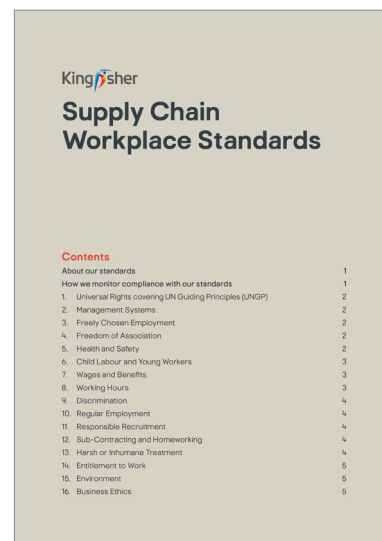 Kingfisher
Supply Chain
Workplace Standards
Contents
About our standards 1
How we monitor compliance with our standards 1
1. Universal Rights covering UN Guiding Principles (UNGP) 2
2. Management Systems 2
3. Freely Chosen Employment 2
4. Freedom of Association 2
5. Health and Safety 2
6. Child Labour and Young Workers 3
7. Wages and Benefits 3
8. Working Hours 3
9. Discrimination 4
10. Regular Employment 4
11. Responsible Recruitment 4
12. Sub-Contracting and Homeworking 4
13. Harsh or Inhumane Treatment 4
14. Entitlement to Work 5
15. Environment 5
16. Business Ethics 5